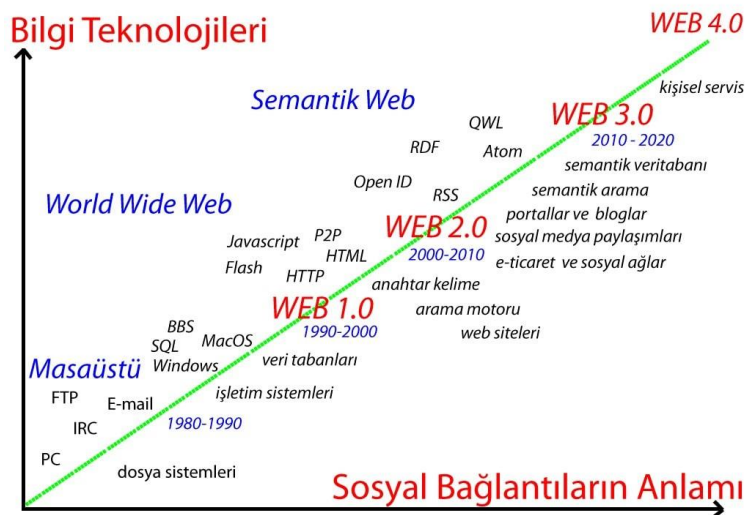 Bilgi Teknolojileri
WEB 4.0
kişisel servis
Semantik Web
QWL
WEB 3.0
2010 - 2020
RDF
Atom
semantik veritabanı
Open ID
RSS
semantik arama
World Wide Web
portallar ve bloglar
WEB 2.0
sosyal medya paylaşımları
Javascript
P2P
2000-2010
HTML
e-ticaret ve sosyal ağlar
Flash
HTTP
anahtar kelime
WEB 1.0
arama motoru
1990-2000
web siteleri
BBS
MacOS
SQL
veri tabanları
Masaüstü
Windows
işletim sistemleri
FTP
E-mail
1980-1990
IRC
PC
dosya sistemleri
Sosyal Bağlantıların Anlamı